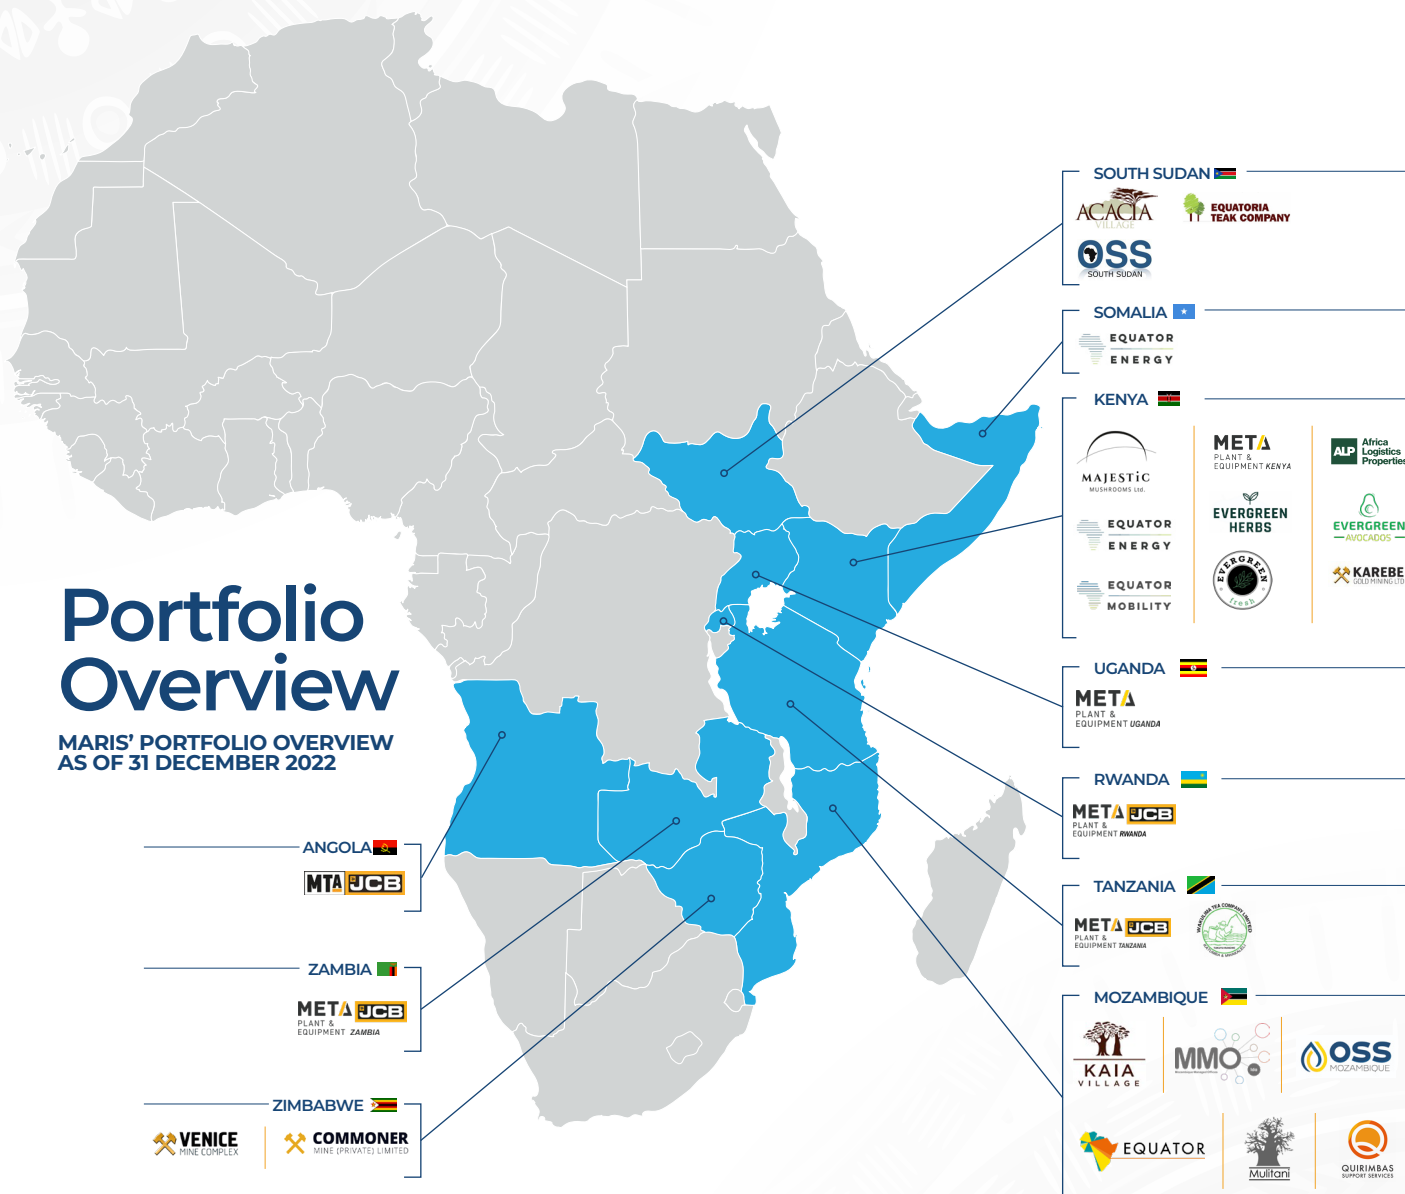 Portfolio
Overview
MARIS’ PORTFOLIO OVERVIEW
AS OF 31 DECEMBER 2022
ANGOLA
MTA JCB
ZAMBIA
META JCB
PLANT &
EQUIPMENT ZAMBIA
ZIMBABWE
VENICE
MINE COMPLEX
COMMONER
MINE (PRIVATE) LIMITED
SOUTH SUDAN
ACACIA
VILLAGE
EQUATORIA
TEAK COMPANY
OSS
SOUTH SUDAN
SOMALIA
EQUATOR
ENERGY
KENYA
MAJESTiC
MUSHROOMS Ltd.
EQUATOR
ENERGY
EQUATOR
MOBILITY
META
PLANT &
EQUIPMENT KENYA
EVERGREEN
HERBS
EVERGREEN
fresh
ALP
Africa
Logistics
Properties
EVERGREEN
AVOCADOS
KAREBE
GOLD MINING LTD
UGANDA
META
PLANT &
EQUIPMENT UGANDA
RWANDA
META JCB
PLANT &
EQUIPMENT RWANDA
TANZANIA
META JCB
PLANT &
EQUIPMENT TANZANIA
WAKULIMA TEA COMPANY LIMITED
MOZAMBIQUE
KAIA
VILLAGE
MMO
OSS
MOZAMBIQUE
EQUATOR
Mulitani
QUIRIMBAS
SUPPORT SERVICES